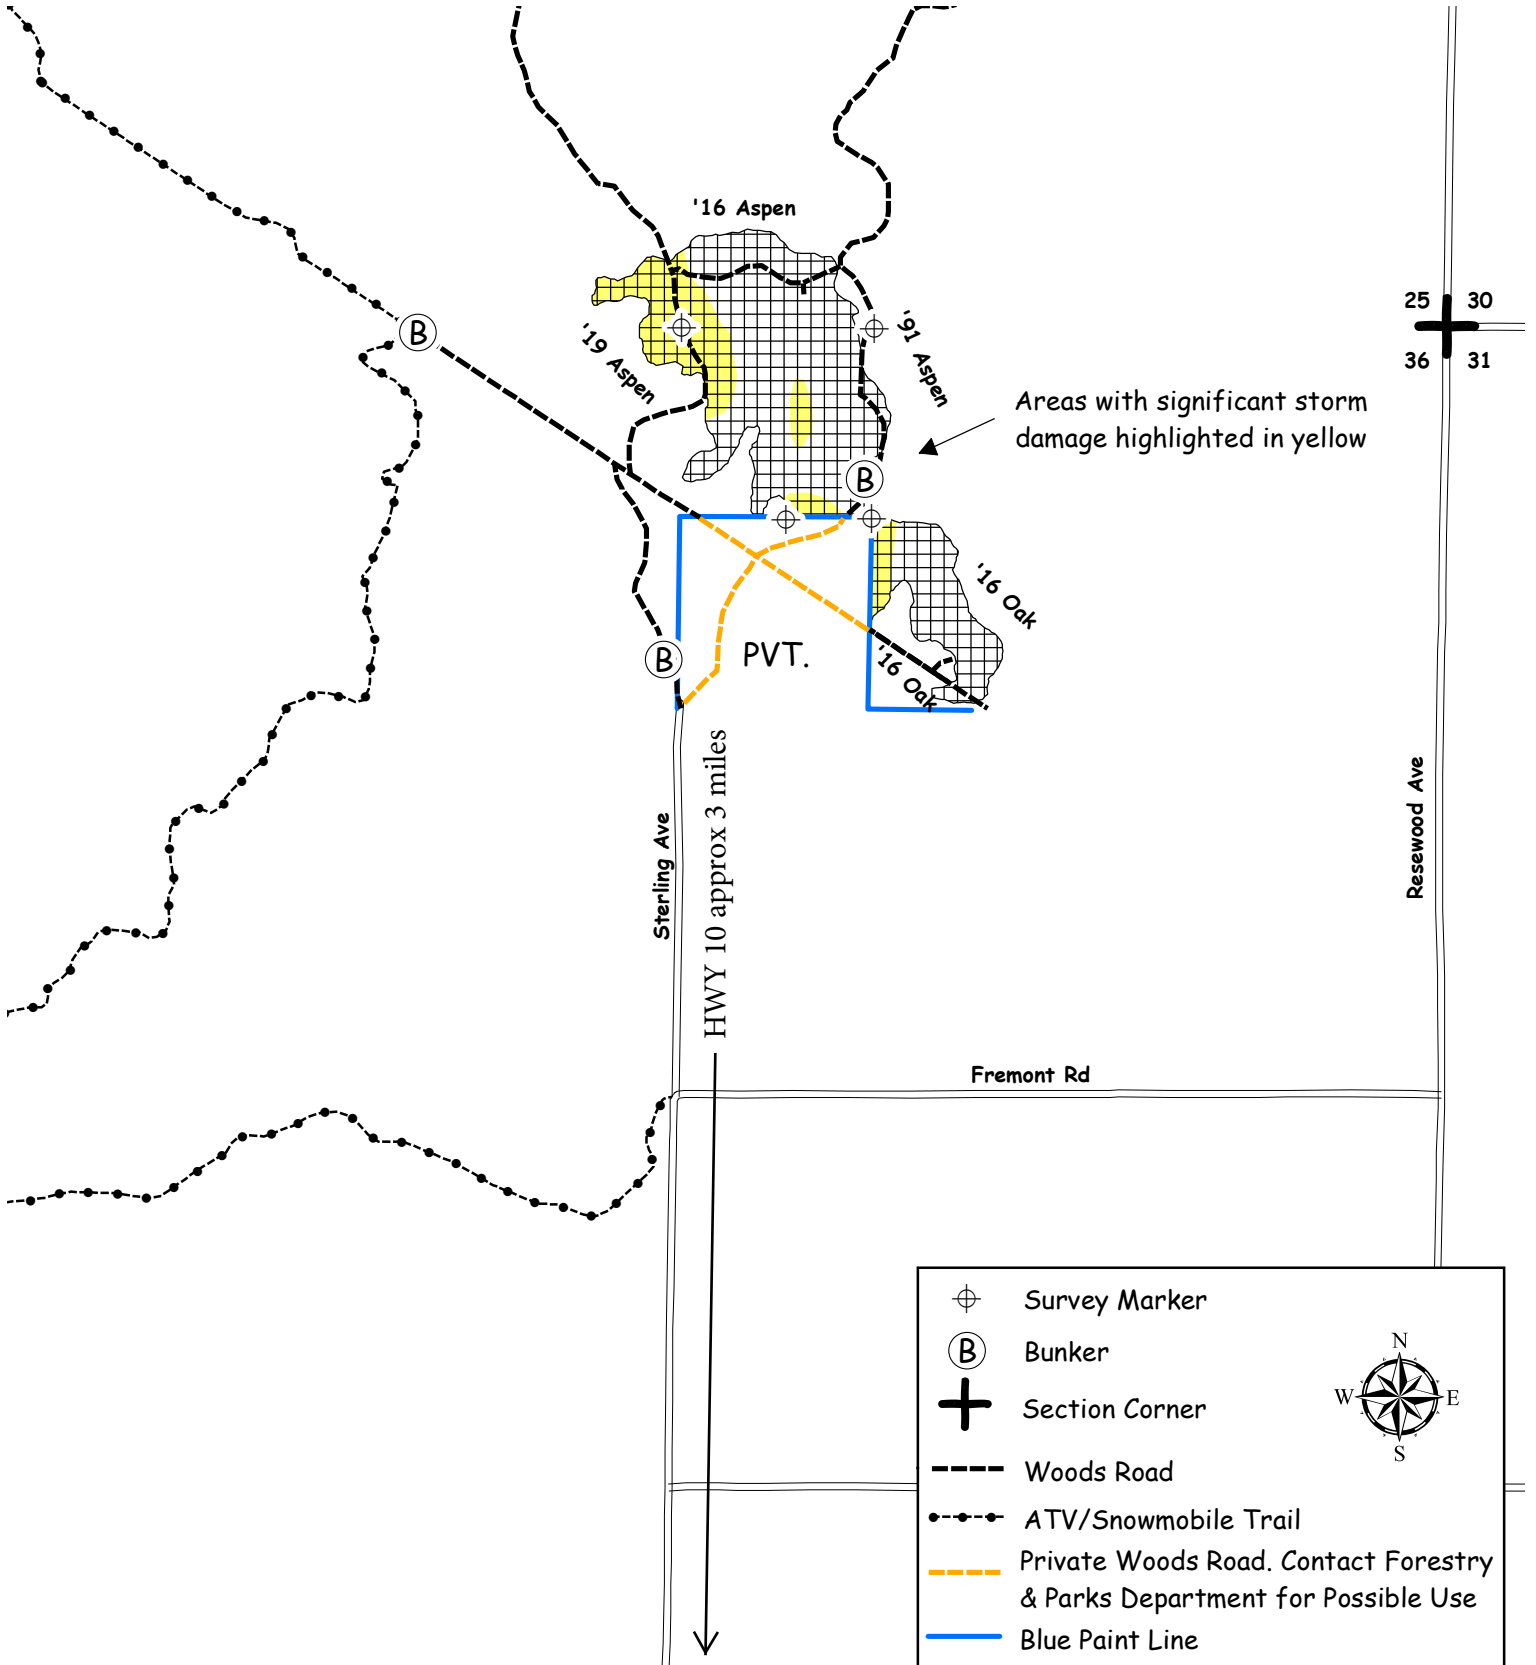 '16 Aspen
'19 Aspen
'91 Aspen
25 30
36 31
B
Areas with significant storm
damage highlighted in yellow
B
'16 Oak
B
PVT.
'16 Oak
HWY 10 approx 3 miles
Sterling Ave
Resewood Ave
Fremont Rd
Survey Marker
B Bunker
Section Corner
N
W E
S
Woods Road
ATV/Snowmobile Trail
Private Woods Road. Contact Forestry
& Parks Department for Possible Use
Blue Paint Line